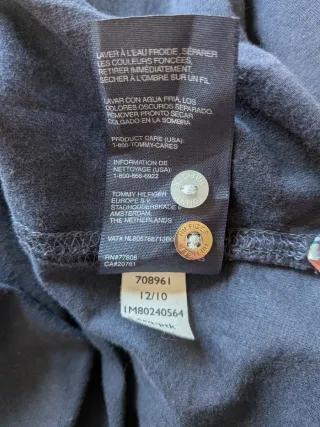 LAVER À L'EAU FROIDE, SÉPARER
LES COULEURS FONCÉES,
RETIRER IMMÉDIATEMENT
SÉCHER À L'OMBRE SUR UN FIL
LAVAR CON AGUA FRIA, LOS
COLORES OSCUROS SEPARADO,
REMOVER PRONTO SECAR
COLGADO EN LA SOMBRA
PRODUCT CARE (USA):
1-800-TOMMY-CARES
INFORMATION DE
NETTOYAGE (USA):
1-800-866-6922
TOMMY HILFIGER
EUROPE B.V.
AMSTERDAM,
THE NETHERLANDS
VAT#
RN#77806
CA#20761
708961
12/10
1M80240564